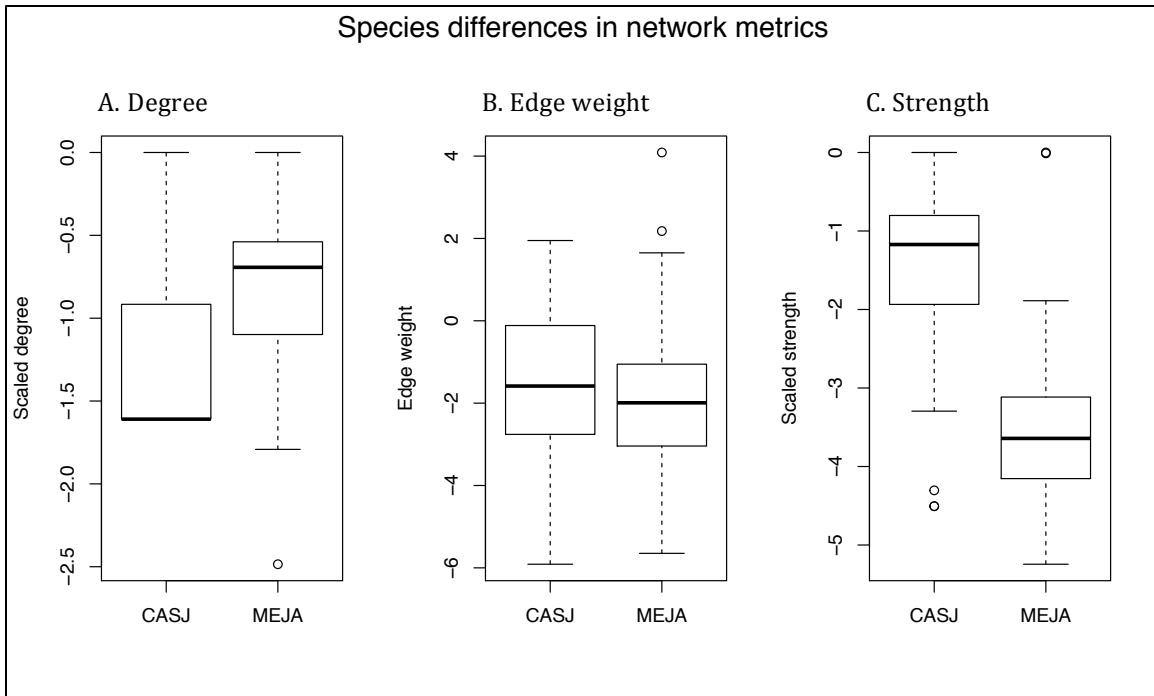 Species differences in network metrics
A. Degree
Scaled degree
0.0
−0.5
−1.0
−1.5
−2.0
−2.5
CASJ MEJA
B. Edge weight
Edge weight
4
2
0
−2
−4
−6
CASJ MEJA
C. Strength
Scaled strength
0
−1
−2
−3
−4
−5
CASJ MEJA